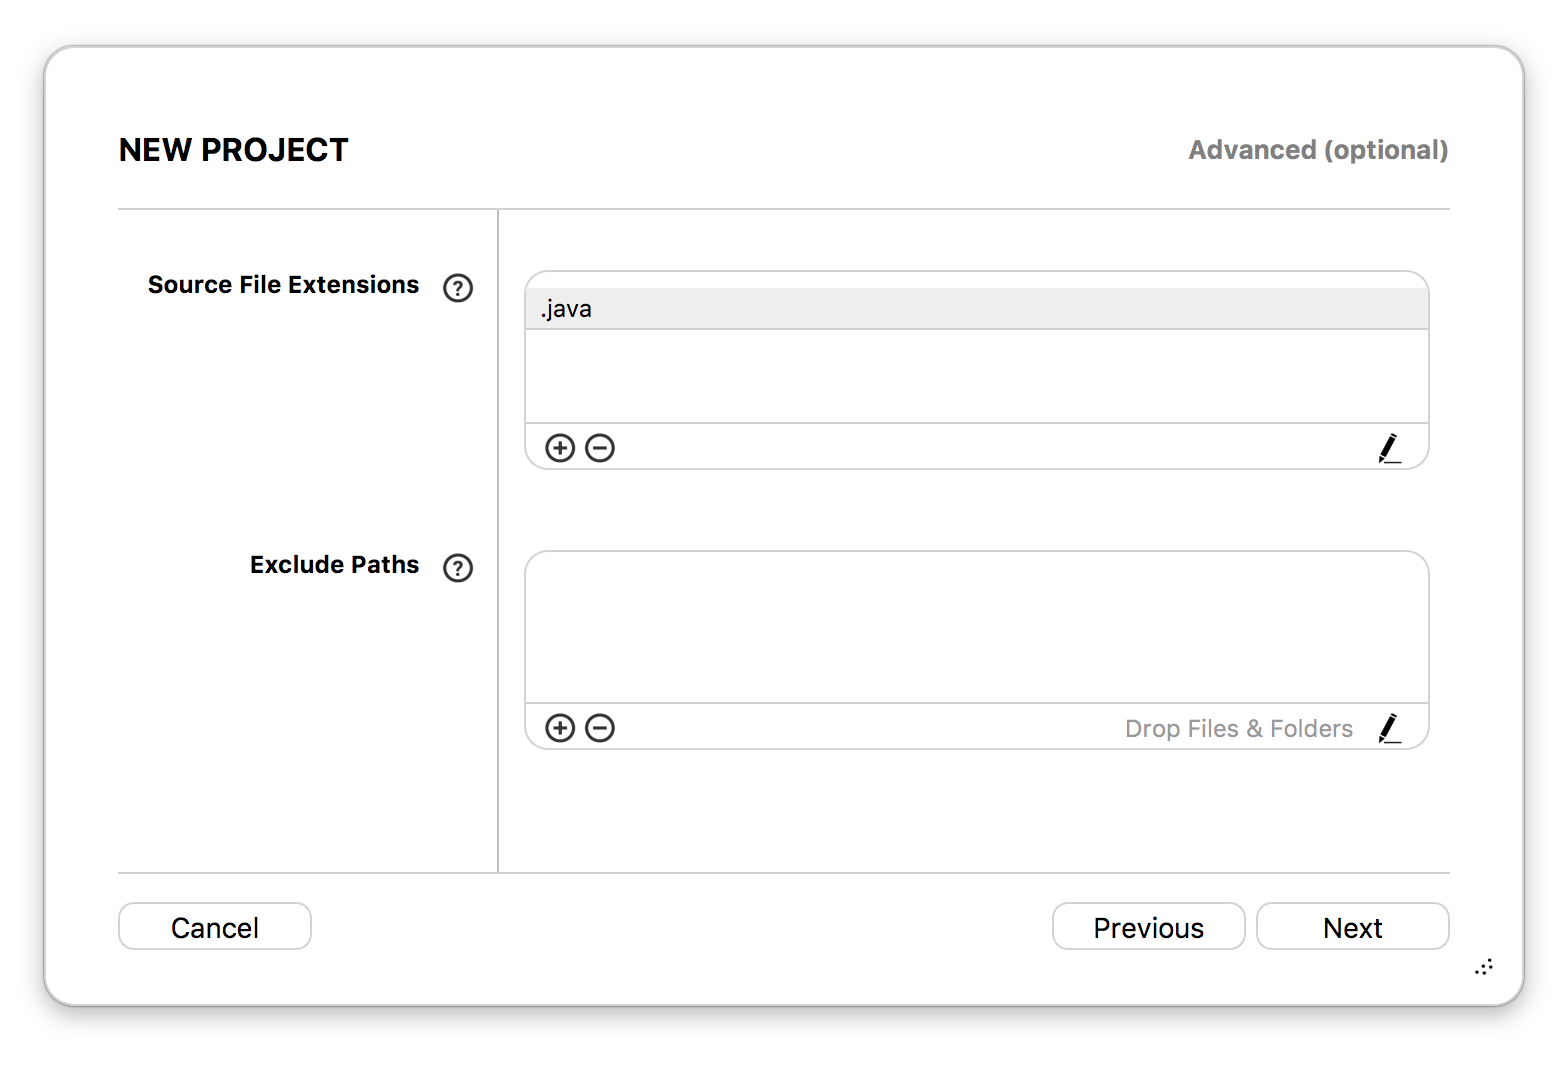 NEW PROJECT
Advanced (optional)
Source File Extensions
.java
Exclude Paths
Drop Files & Folders
Cancel
Previous
Next